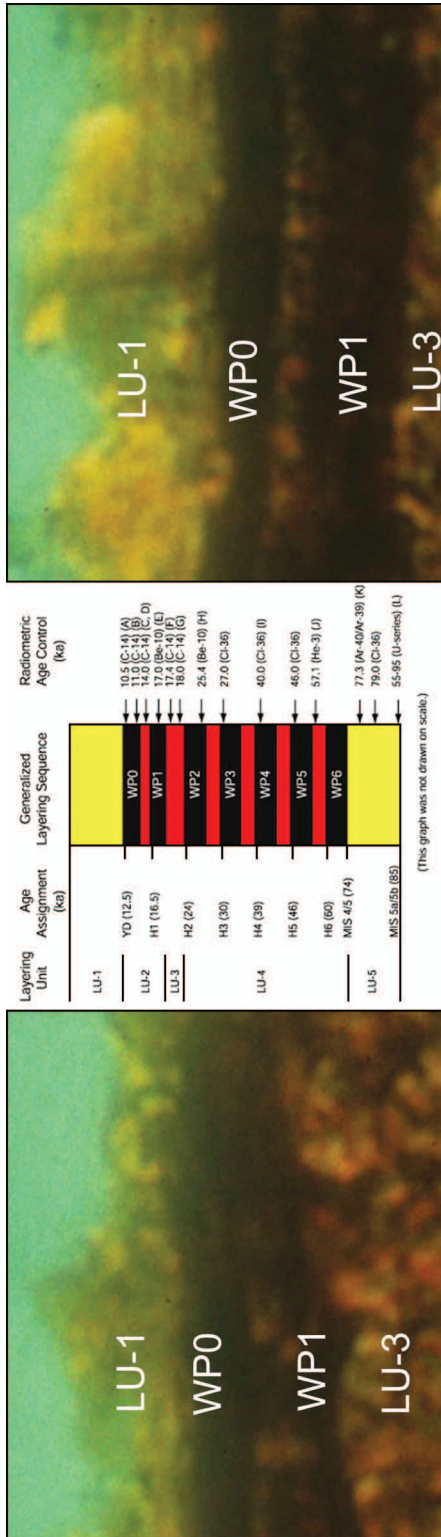 LU-1
WP0
WP1
LU-3
Layering Unit
Age Assignment (ka)
Generalized Layering Sequence
Radiometric Age Control (ka)
LU-1
LU-2
LU-3
LU-4
LU-5
YD (12.5)
H1 (16.5)
H2 (24)
H3 (30)
H4 (39)
H5 (46)
H6 (60)
MIS 4/5 (74)
MIS 5a/5b (85)
WP0
WP1
WP2
WP3
WP4
WP5
WP6
10.5 (C-14) (A)
11.0 (C-14) (B)
14.0 (C-14) (C, D)
17.0 (Be-10) (E)
17.4 (C-14) (F)
18.0 (C-14) (G)
25.4 (Be-10) (H)
27.0 (Cl-36)
40.0 (Cl-36) (I)
46.0 (Cl-36)
57.1 (He-3) (J)
77.3 (Ar-40/Ar-39) (K)
79.0 (Cl-36)
55-95 (U-series) (L)
(This graph was not drawn on scale.)
LU-1
WP0
WP1
LU-3